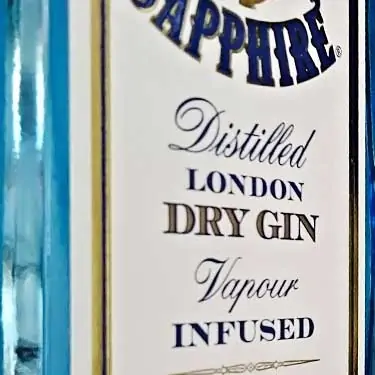 SAPPHIRE®
Distilled
LONDON
DRY GIN
Vapour
INFUSED